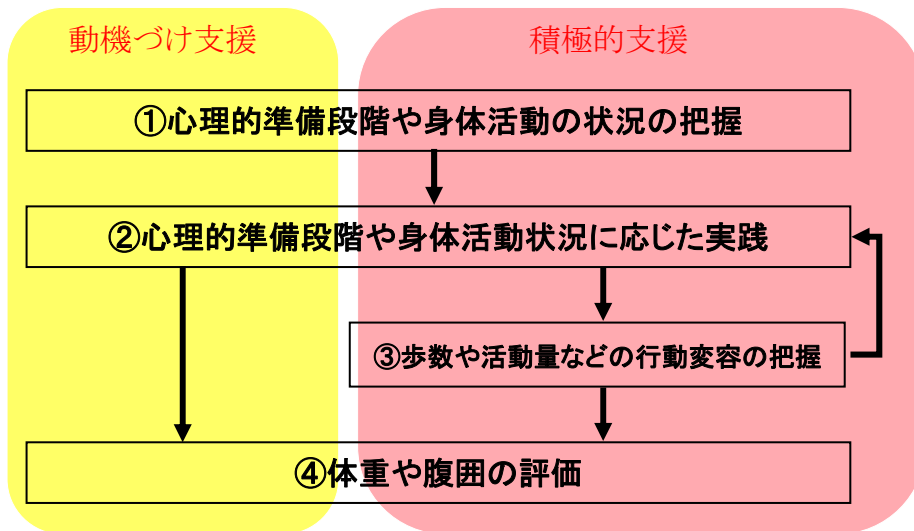 動機づけ支援
積極的支援
①心理的準備段階や身体活動の状況の把握
②心理的準備段階や身体活動状況に応じた実践
③歩数や活動量などの行動変容の把握
④体重や腹囲の評価